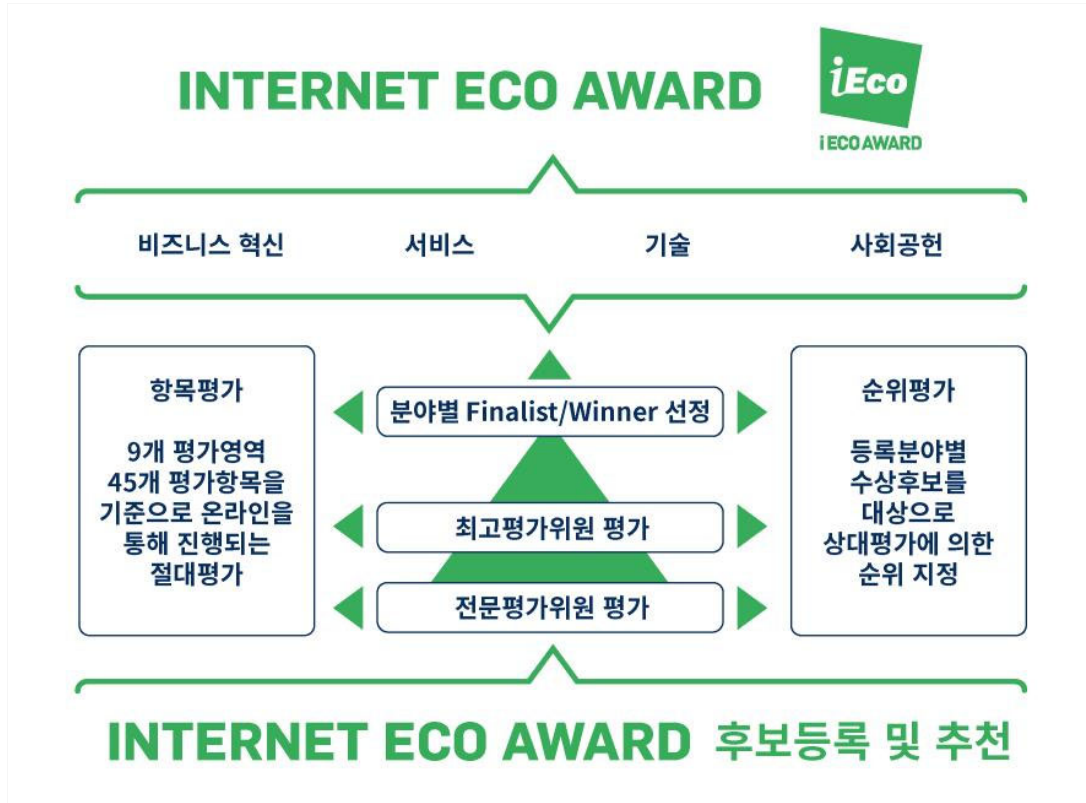 INTERNET ECO AWARD
iEco
i ECO AWARD
비즈니스 혁신
서비스
기술
사회공헌
항목평가
9개 평가영역
45개 평가항목을
기준으로 온라인을
통해 진행되는
절대평가
분야별 Finalist/Winner 선정
최고평가위원 평가
전문평가위원 평가
순위평가
등록분야별
수상후보를
대상으로
상대평가에 의한
순위 지정
INTERNET ECO AWARD 후보등록 및 추천